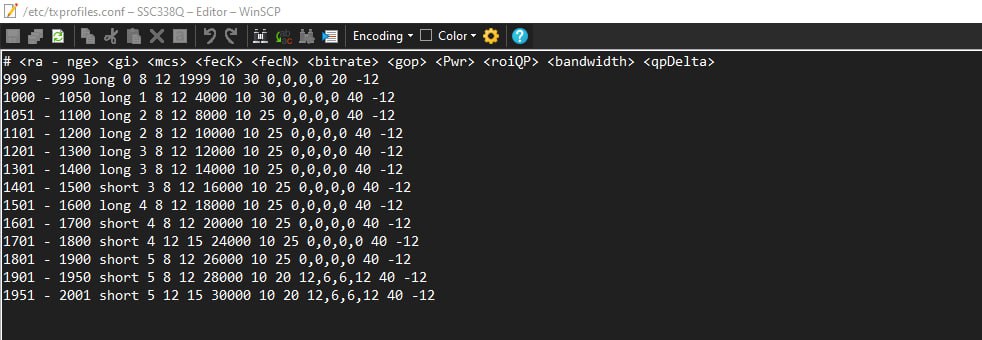 /etc/txprofiles.conf – SSC338Q – Editor – WinSCP
Encoding Color
# <ra - nge> <gi> <mcs> <fecK> <fecN> <bitrate> <gop> <Pwr> <roiQP> <bandwidth> <qpDelta>
999 - 999 long 0 8 12 1999 10 30 0,0,0,0 20 -12
1000 - 1050 long 1 8 12 4000 10 30 0,0,0,0 40 -12
1051 - 1100 long 2 8 12 8000 10 25 0,0,0,0 40 -12
1101 - 1200 long 2 8 12 10000 10 25 0,0,0,0 40 -12
1201 - 1300 long 3 8 12 12000 10 25 0,0,0,0 40 -12
1301 - 1400 long 3 8 12 14000 10 25 0,0,0,0 40 -12
1401 - 1500 short 3 8 12 16000 10 25 0,0,0,0 40 -12
1501 - 1600 long 4 8 12 18000 10 25 0,0,0,0 40 -12
1601 - 1700 short 4 8 12 20000 10 25 0,0,0,0 40 -12
1701 - 1800 short 4 12 15 24000 10 25 0,0,0,0 40 -12
1801 - 1900 short 5 8 12 26000 10 25 0,0,0,0 40 -12
1901 - 1950 short 5 8 12 28000 10 20 12,6,6,12 40 -12
1951 - 2001 short 5 12 15 30000 10 20 12,6,6,12 40 -12